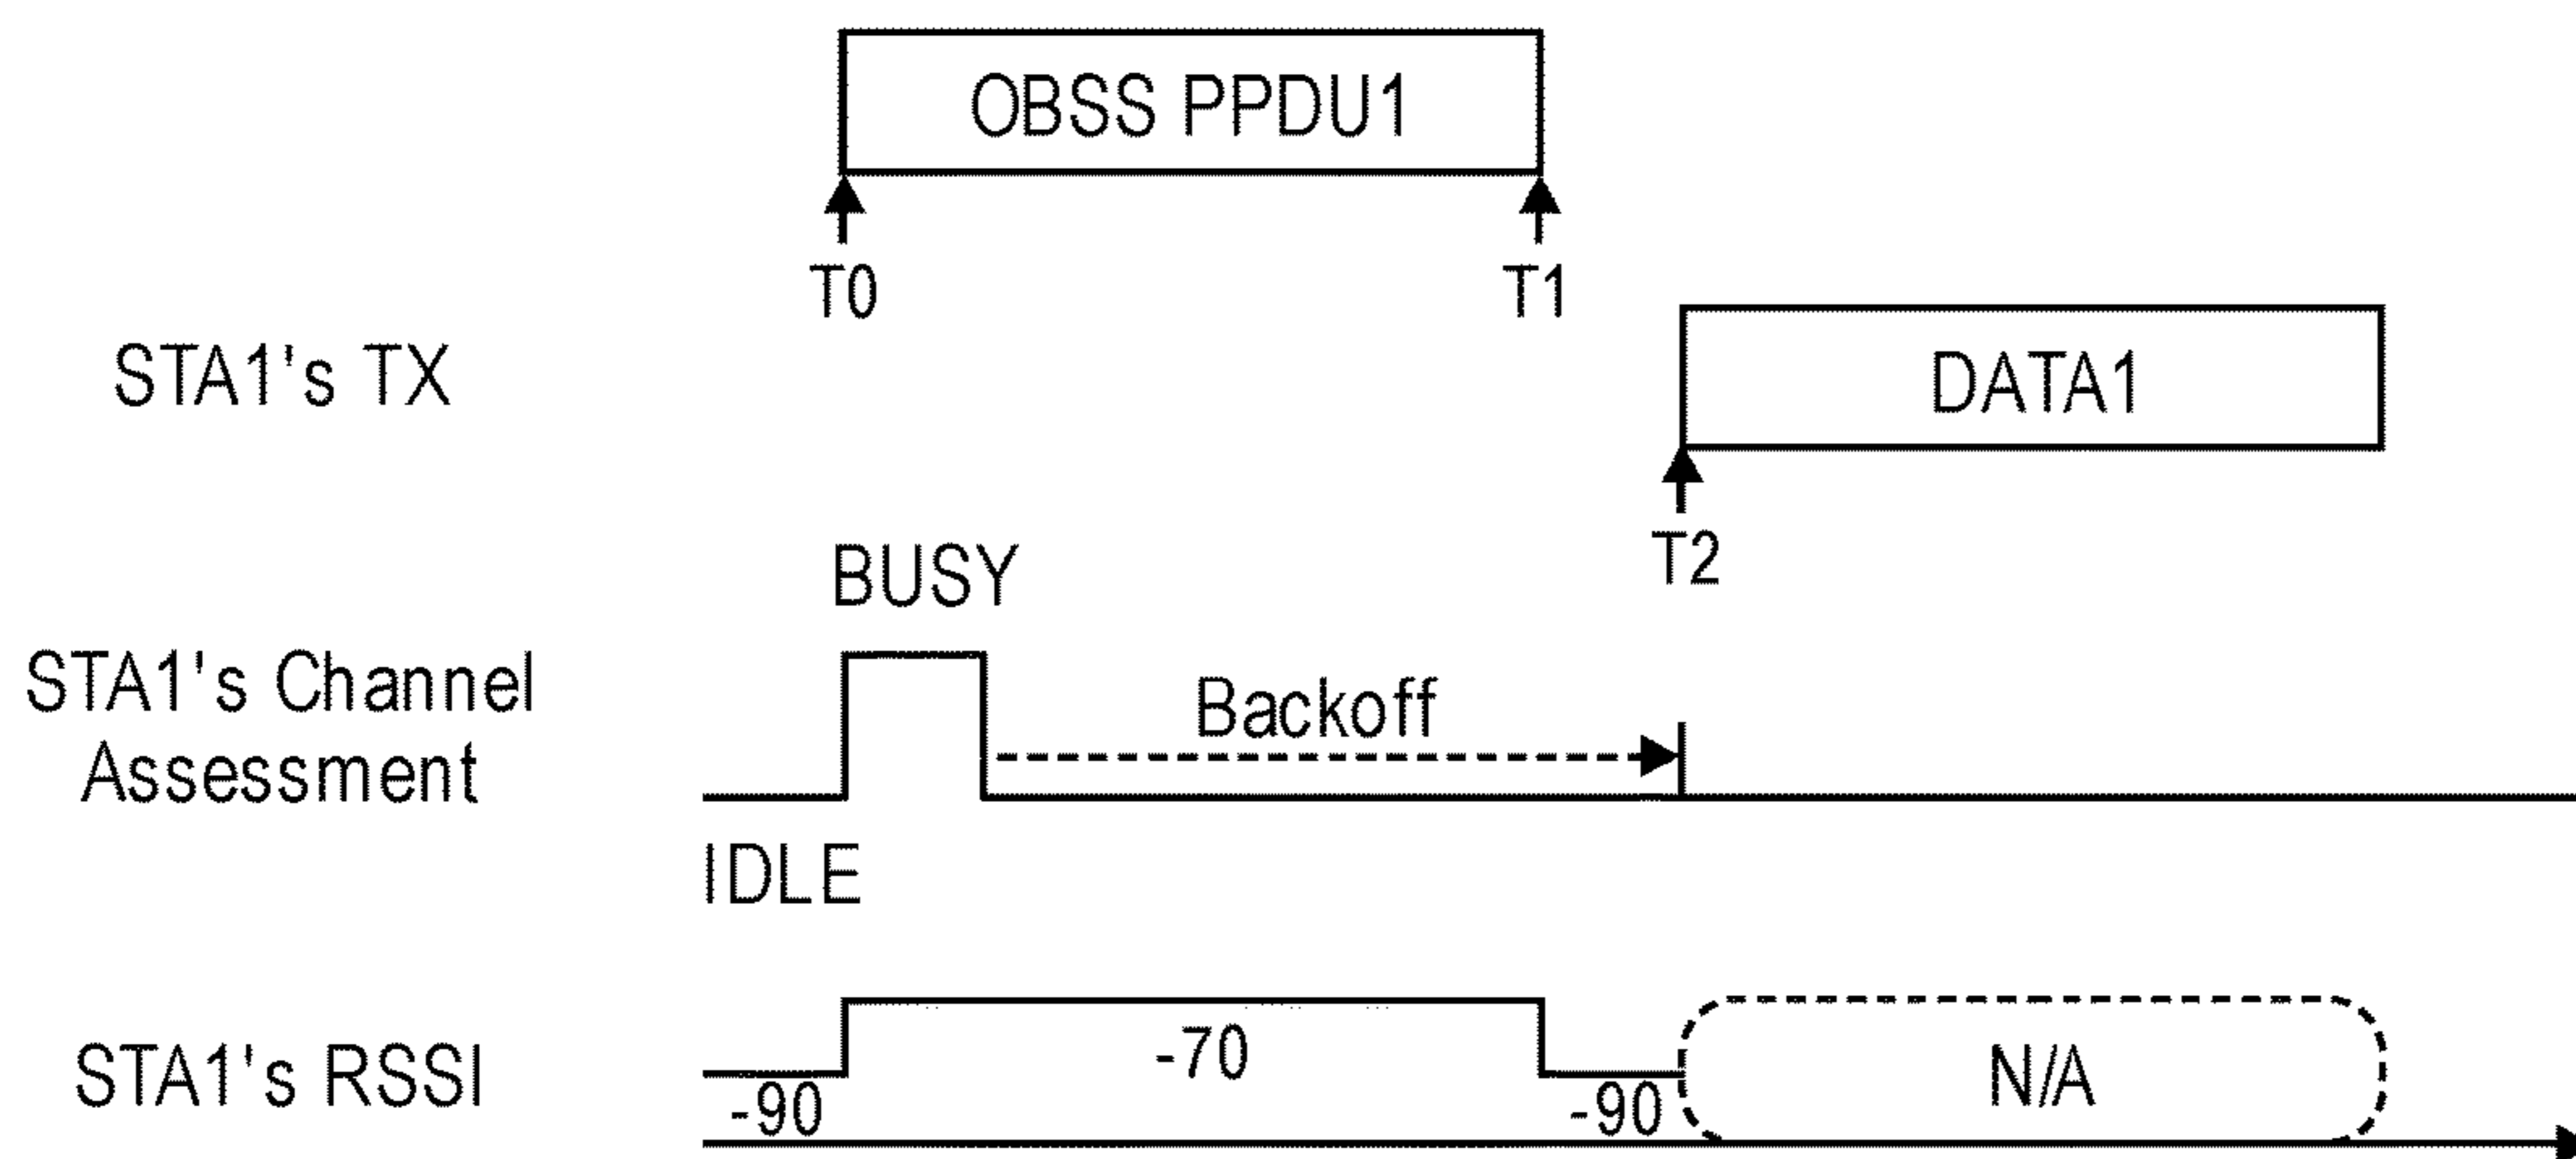 OBSS PPDU1
T0
T1
STA1's TX
DATA1
T2
BUSY
STA1's Channel
Assessment
Backoff
IDLE
STA1's RSSI
-90
-70
-90
N/A